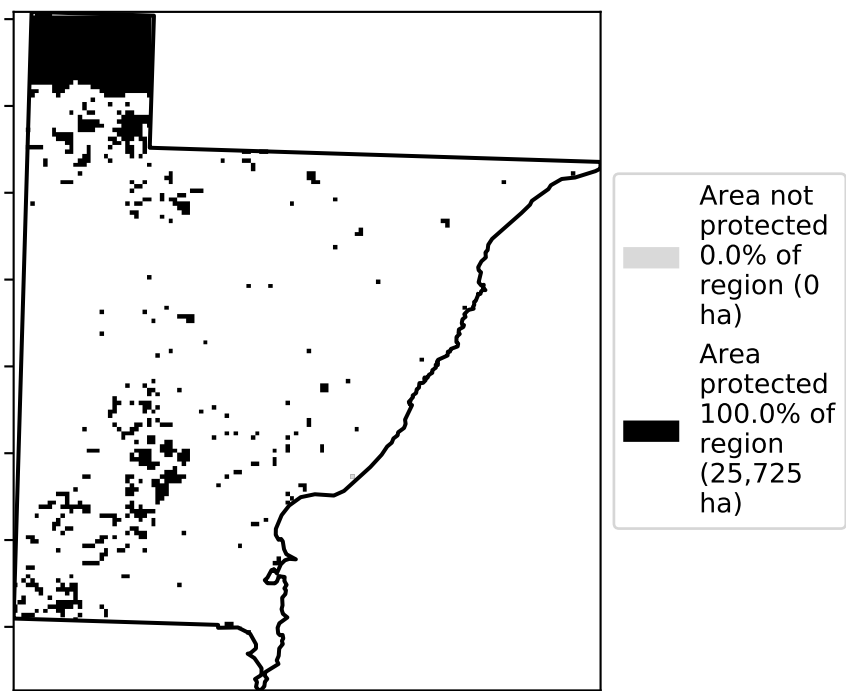 Area not
protected
0.0% of
region (0
ha)
Area
protected
100.0% of
region
(25,725
ha)